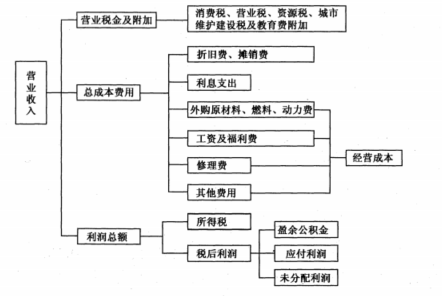 营业收入
营业税金及附加
消费税、营业税、资源税、城市
维护建设税及教育费附加
总成本费用
折旧费、摊销费
利息支出
外购原材料、燃料、动力费
工资及福利费
修理费
其他费用
经营成本
利润总额
所得税
税后利润
盈余公积金
应付利润
未分配利润